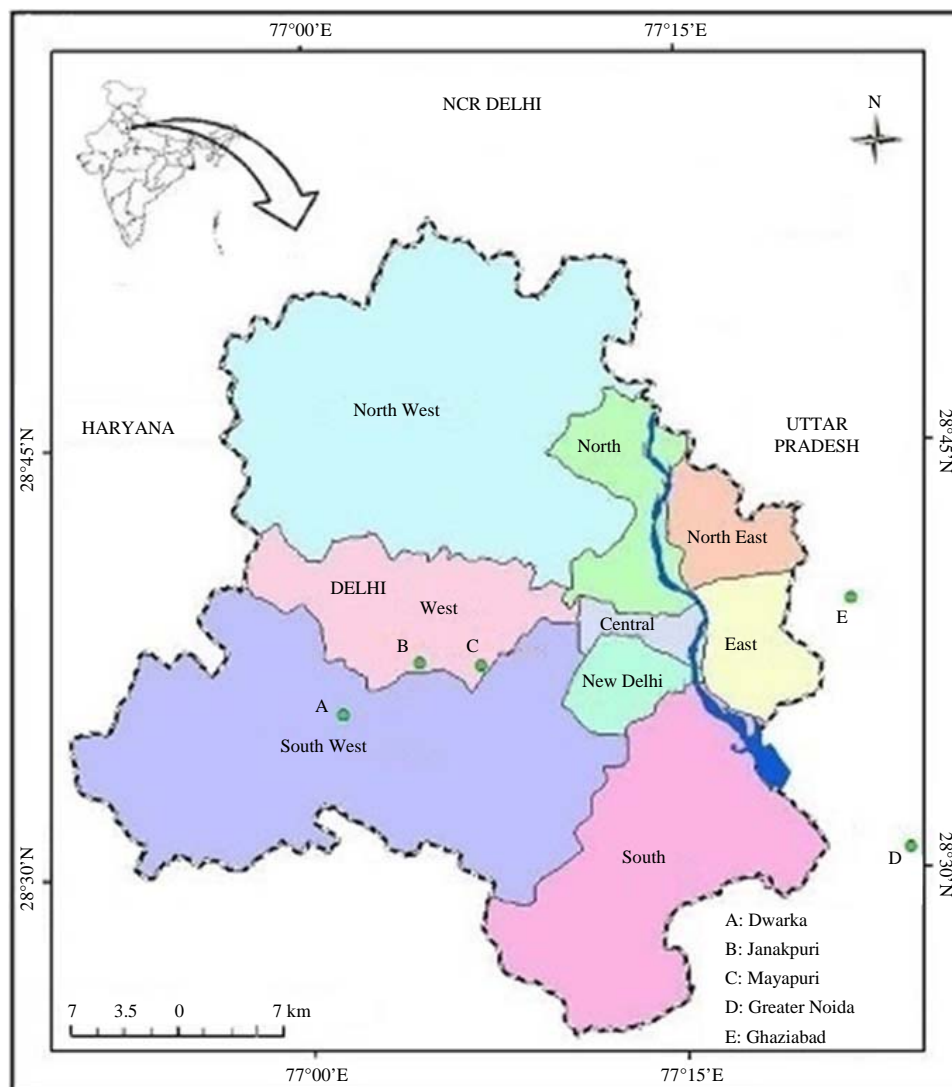 77°00'E
77°15'E
NCR DELHI
N
North West
HARYANA
North
UTTAR
PRADESH
28°45'N
28°45'N
North East
DELHI
West
E
Central
East
B
C
New Delhi
A
South West
South
D
28°30'N
28°30'N
A: Dwarka
B: Janakpuri
C: Mayapuri
D: Greater Noida
E: Ghaziabad
7 3.5 0 7 km
77°00'E
77°15'E